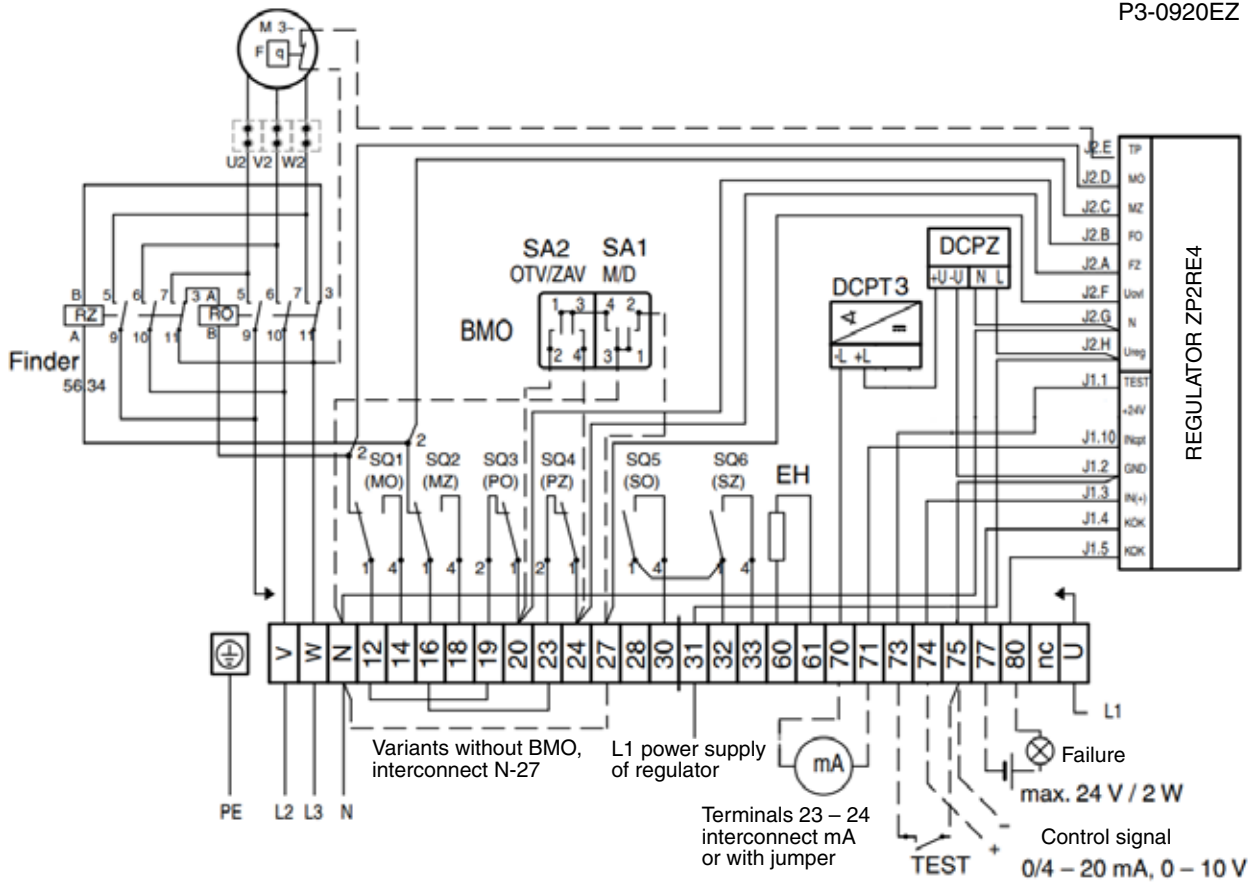 P3-0920EZ
M 3~
F q
U2 V2 W2
J2.E TP
J2.D MO
J2.C MZ
J2.B FO
J2.A FZ
J2.F Uovl
J2.G N
J2.H Ureg
J1.1 TEST
+24V
J1.10 INcpt
J1.2 GND
J1.3 IN(+)
J1.4 KOK
J1.5 KOK
REGULATOR ZP2RE4
SA2 SA1
OTV/ZAV M/D
BMO
1 3 4 2
2 4 3 1
DCPZ
+U -U N L
DCPT3
A
-L +L
B 5 6 7 3 A 5 6 7 3
RZ RO
A 9 10 11 B 9 10 11
Finder
56.34
2 2
SQ1 SQ2 SQ3 SQ4 SQ5 SQ6
(MO) (MZ) (PO) (PZ) (SO) (SZ)
EH
1 4 1 4 2 1 2 1 1 4 1 4
V W N 12 14 16 18 19 20 23 24 27 28 30 31 32 33 60 61 70 71 73 74 75 77 80 nc U
L1
Variants without BMO,
interconnect N-27
L1 power supply
of regulator
mA
Failure
max. 24 V / 2 W
PE L2 L3 N
Terminals 23 – 24
interconnect mA
or with jumper
TEST
+ −
Control signal
0/4 – 20 mA, 0 – 10 V